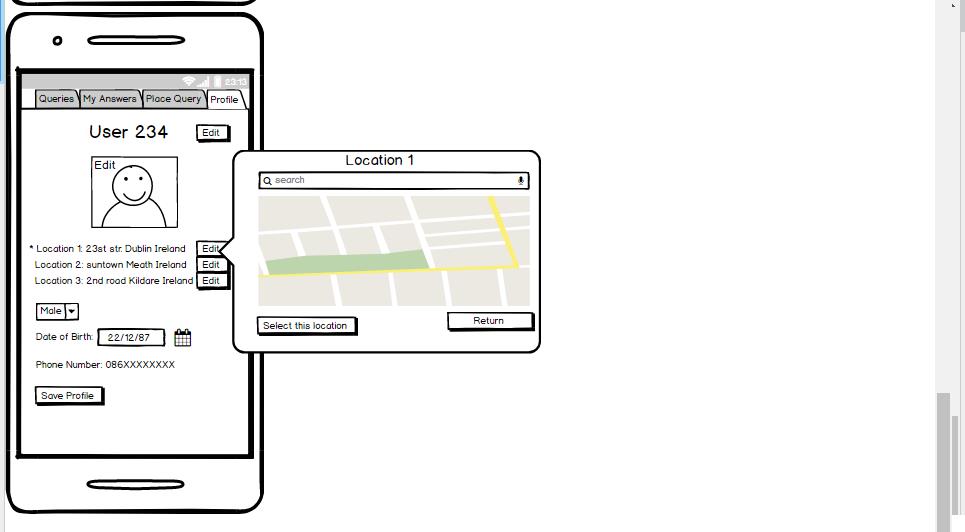 23:13
Queries My Answers Place Query Profile
User 234 Edit
Edit
* Location 1: 23st str. Dublin Ireland Edit
Location 2: suntown Meath Ireland Edit
Location 3: 2nd road Kildare Ireland Edit
Male
Date of Birth: 22/12/87
Phone Number: 086XXXXXXXX
Save Profile
Location 1
search
Select this location Return